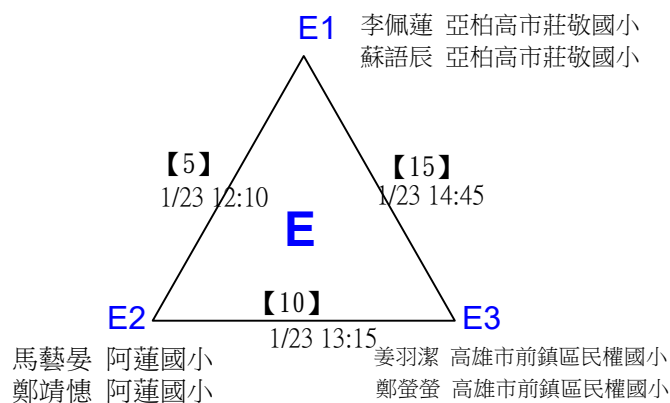 E1
李佩蓮 亞柏高市莊敬國小
蘇語辰 亞柏高市莊敬國小
【5】
1/23 12:10
【15】
1/23 14:45
E
【10】
1/23 13:15
E2
E3
馬藝晏 阿蓮國小
鄭靖憓 阿蓮國小
姜羽潔 高雄市前鎮區民權國小
鄭螢螢 高雄市前鎮區民權國小